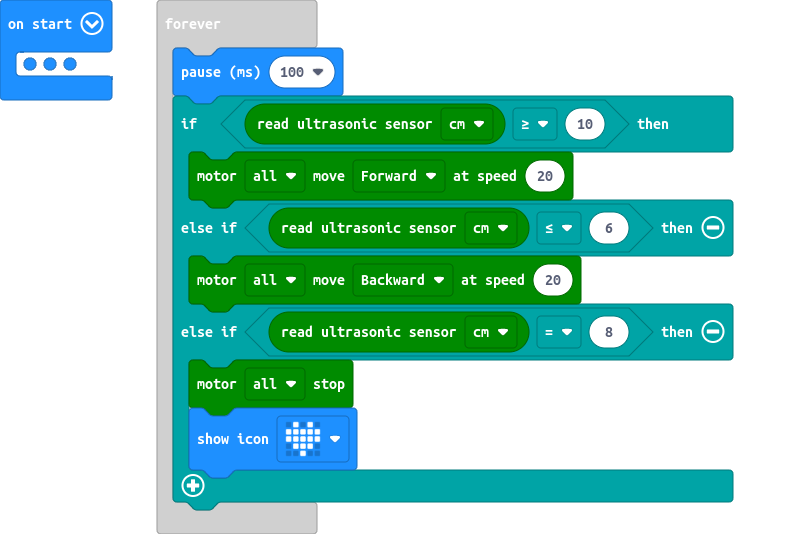 on start
forever
pause (ms) 100
if read ultrasonic sensor cm ≥ 10 then
motor all move Forward at speed 20
else if read ultrasonic sensor cm ≤ 6 then
motor all move Backward at speed 20
else if read ultrasonic sensor cm = 8 then
motor all stop
show icon